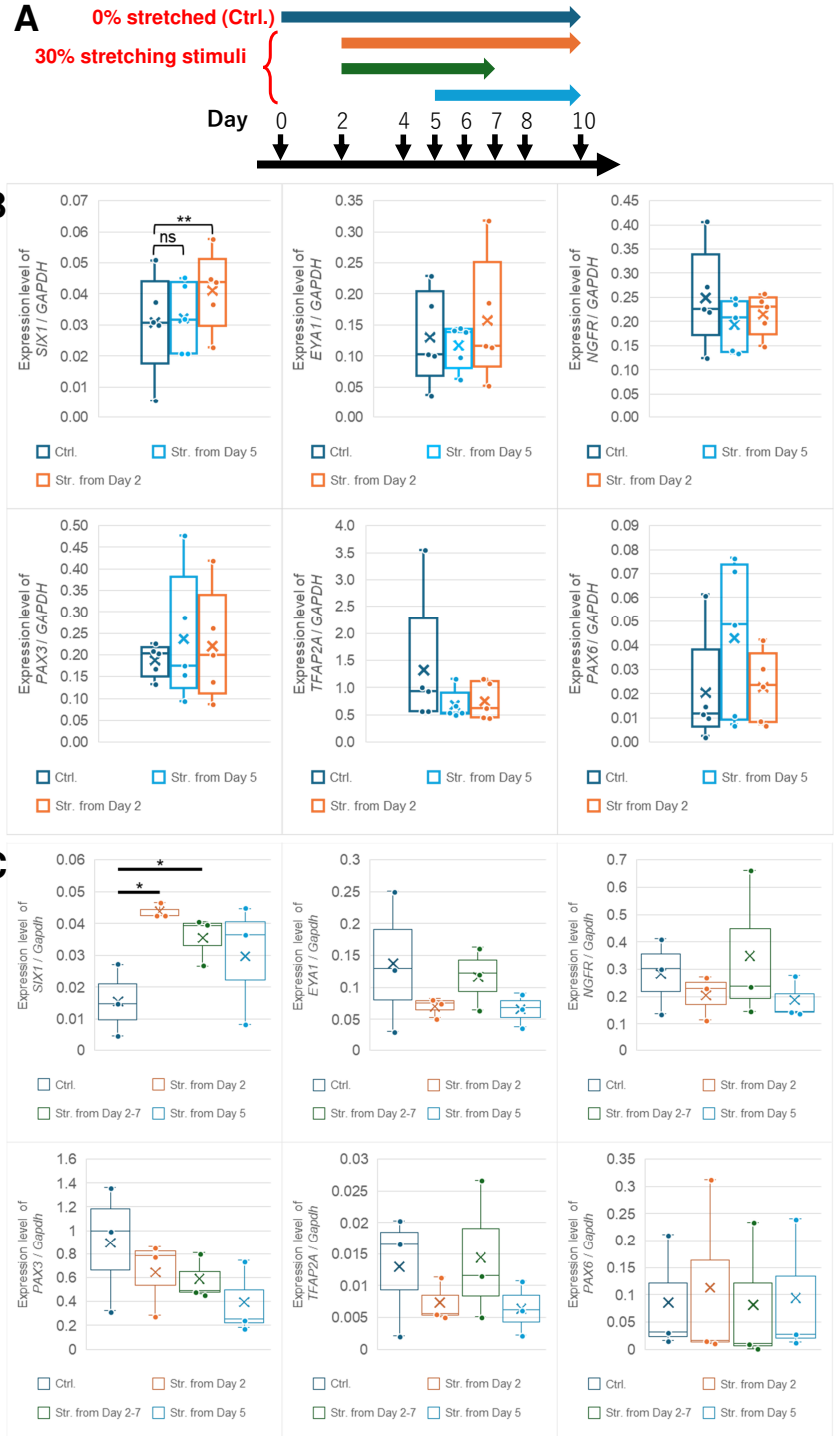 A
0% stretched (Ctrl.)
30% stretching stimuli
Day 0 2 4 5 6 7 8 10
B
Expression level of
SIX1 / GAPDH
0.07
0.06
0.05
0.04
0.03
0.02
0.01
0.00
**
ns
Ctrl. Str. from Day 5
Str. from Day 2
Expression level of
EYA1 / GAPDH
0.35
0.30
0.25
0.20
0.15
0.10
0.05
0.00
Ctrl. Str. from Day 5
Str. from Day 2
Expression level of
NGFR / GAPDH
0.45
0.40
0.35
0.30
0.25
0.20
0.15
0.10
0.05
0.00
Ctrl. Str. from Day 5
Str. from Day 2
Expression level of
PAX3 / GAPDH
0.50
0.45
0.40
0.35
0.30
0.25
0.20
0.15
0.10
0.05
0.00
Ctrl. Str. from Day 5
Str. from Day 2
Expression level of
TFAP2A / GAPDH
4.0
3.5
3.0
2.5
2.0
1.5
1.0
0.5
0.0
Ctrl. Str. from Day 5
Str. from Day 2
Expression level of
PAX6 / GAPDH
0.09
0.08
0.07
0.06
0.05
0.04
0.03
0.02
0.01
0.00
Ctrl. Str. from Day 5
Str from Day 2
C
Expression level of
SIX1 / Gapdh
0.06
0.05
0.04
0.03
0.02
0.01
0
*
*
Ctrl. Str. from Day 2
Str. from Day 2-7 Str. from Day 5
Expression level of
EYA1 / Gapdh
0.3
0.25
0.2
0.15
0.1
0.05
0
Ctrl. Str. from Day 2
Str. from Day 2-7 Str. from Day 5
Expression level of
NGFR / Gapdh
0.7
0.6
0.5
0.4
0.3
0.2
0.1
0
Ctrl. Str. from Day 2
Str. from Day 2-7 Str. from Day 5
Expression level of
PAX3 / Gapdh
1.6
1.4
1.2
1
0.8
0.6
0.4
0.2
0
Ctrl. Str. from Day 2
Str. from Day 2-7 Str. from Day 5
Expression level of
TFAP2A / Gapdh
0.03
0.025
0.02
0.015
0.01
0.005
0
Ctrl. Str. from Day 2
Str. from Day 2-7 Str. from Day 5
Expression level of
PAX6 / Gapdh
0.35
0.3
0.25
0.2
0.15
0.1
0.05
0
Ctrl. Str. from Day 2
Str. from Day 2-7 Str. from Day 5